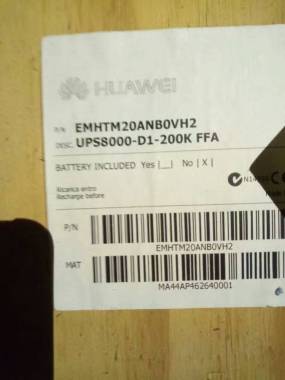 HUAWEI
P/N EMHTM20ANB0VH2
DESC. UPS8000-D1-200K FFA
BATTERY INCLUDED Yes |__| No | X |
Ricarica entro
Recharge before
P/N
EMHTM20ANB0VH2
MAT
MA44AP462640001